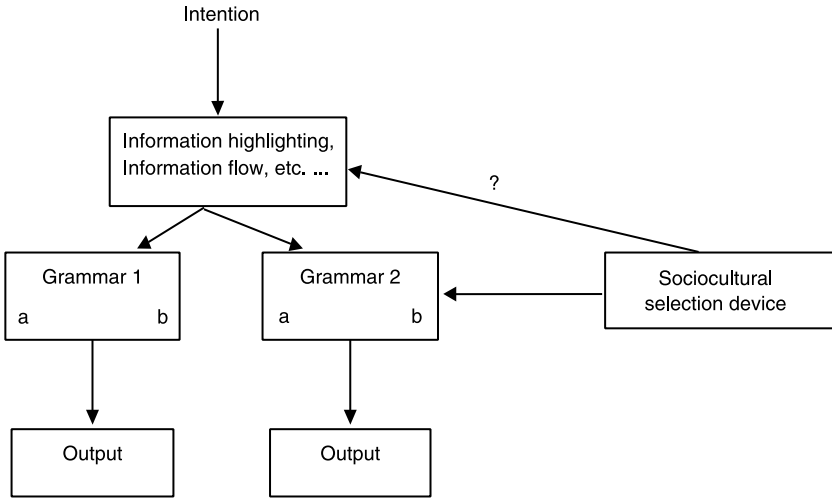 Intention
Information highlighting,
Information flow, etc. ...
?
Grammar 1
a b
Grammar 2
a b
Sociocultural
selection device
Output
Output